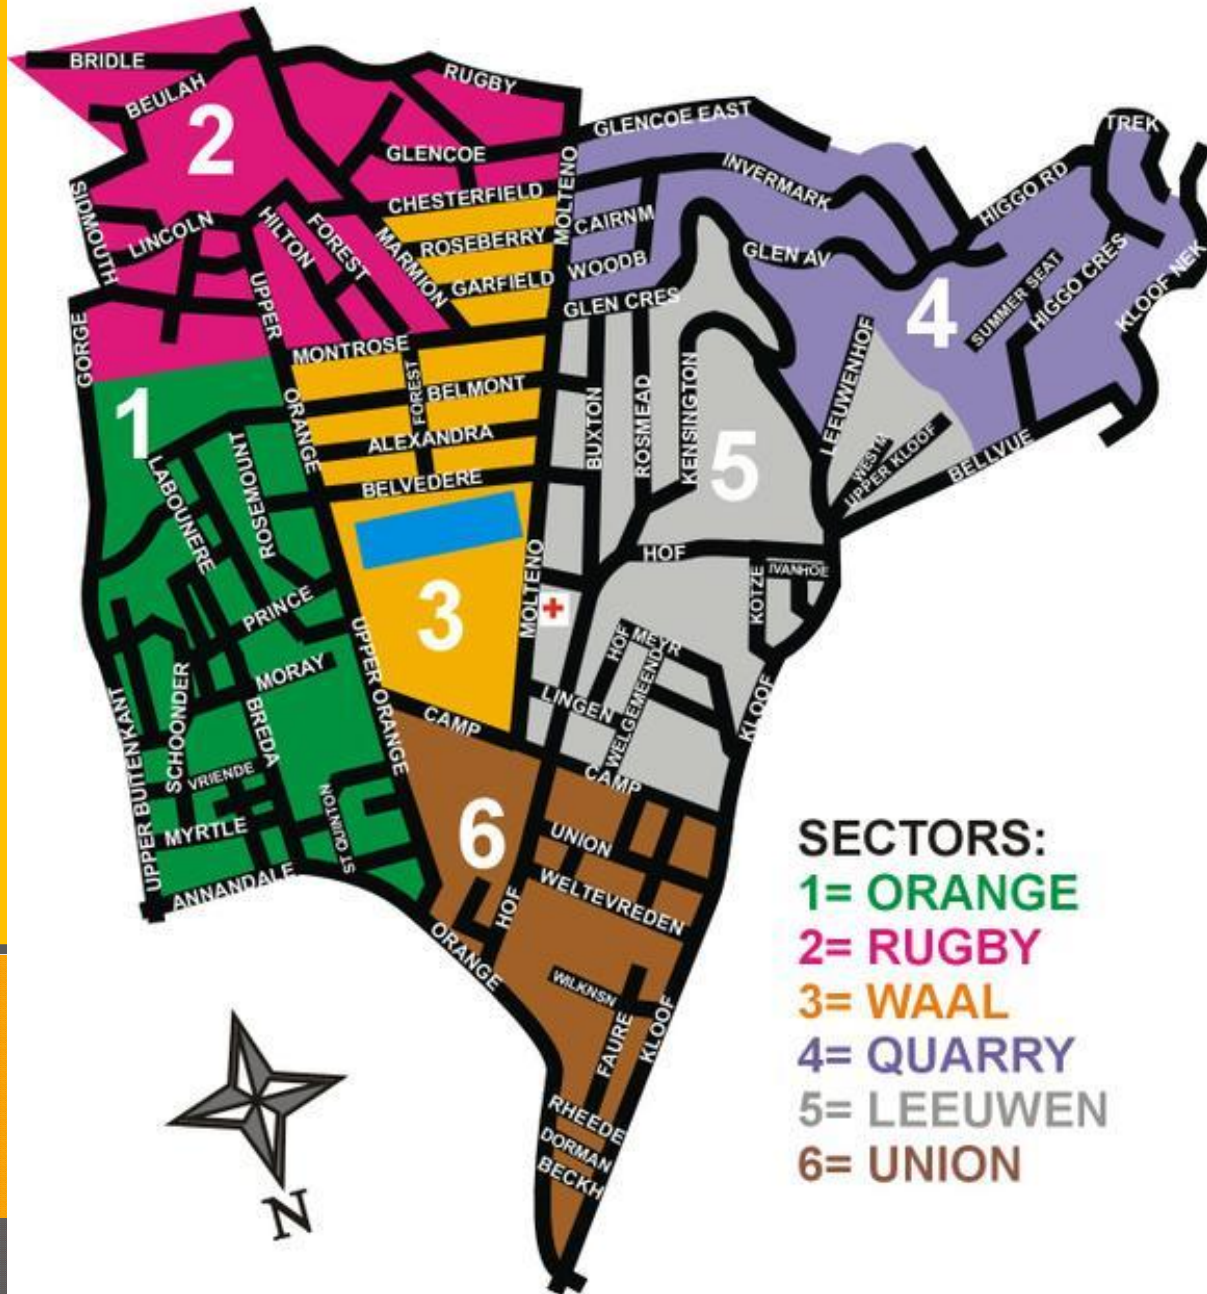 BRIDLE
BEULAH
2
RUGBY
GLENCOE EAST
TREK
GLENCOE
INVERMARK
HIGGO RD
SIDMOUTH
CHESTERFIELD
MOLTENO
LINCOLN
HILTON
FOREST
MARMION
ROSEBERRY
CAIRNM
GLEN AV
GARFIELD
WOODB
UPPER
GLEN CRES
4
SUMMER SEAT
HIGGO CRES
KLOOF NEK
GORGE
MONTROSE
1
ORANGE
FOREST
BELMONT
ALEXANDRA
BELVEDERE
BUXTON
ROSMEAD
KENSINGTON
5
LEEUWENHOF
WESTM
UPPER KLOOF
BELLVUE
LABOUNERE
ROSEMOUNT
MOLTENO
HOF
KOTZE
IVANHOE
3
PRINCE
UPPER ORANGE
HOF
MEYR
MORAY
SCHOONDER
BREDA
UPPER BUITENKANT
LINGEN
WELGEMEEND
KLOOF
CAMP
CAMP
VRIENDE
ST QUINTON
MYRTLE
ANNANDALE
6
UNION
WELTEVREDEN
HOF
ORANGE
WILKNSN
FAURE
KLOOF
RHEEDE
DORMAN
BECKH
N
SECTORS:
1= ORANGE
2= RUGBY
3= WAAL
4= QUARRY
5= LEEUWEN
6= UNION